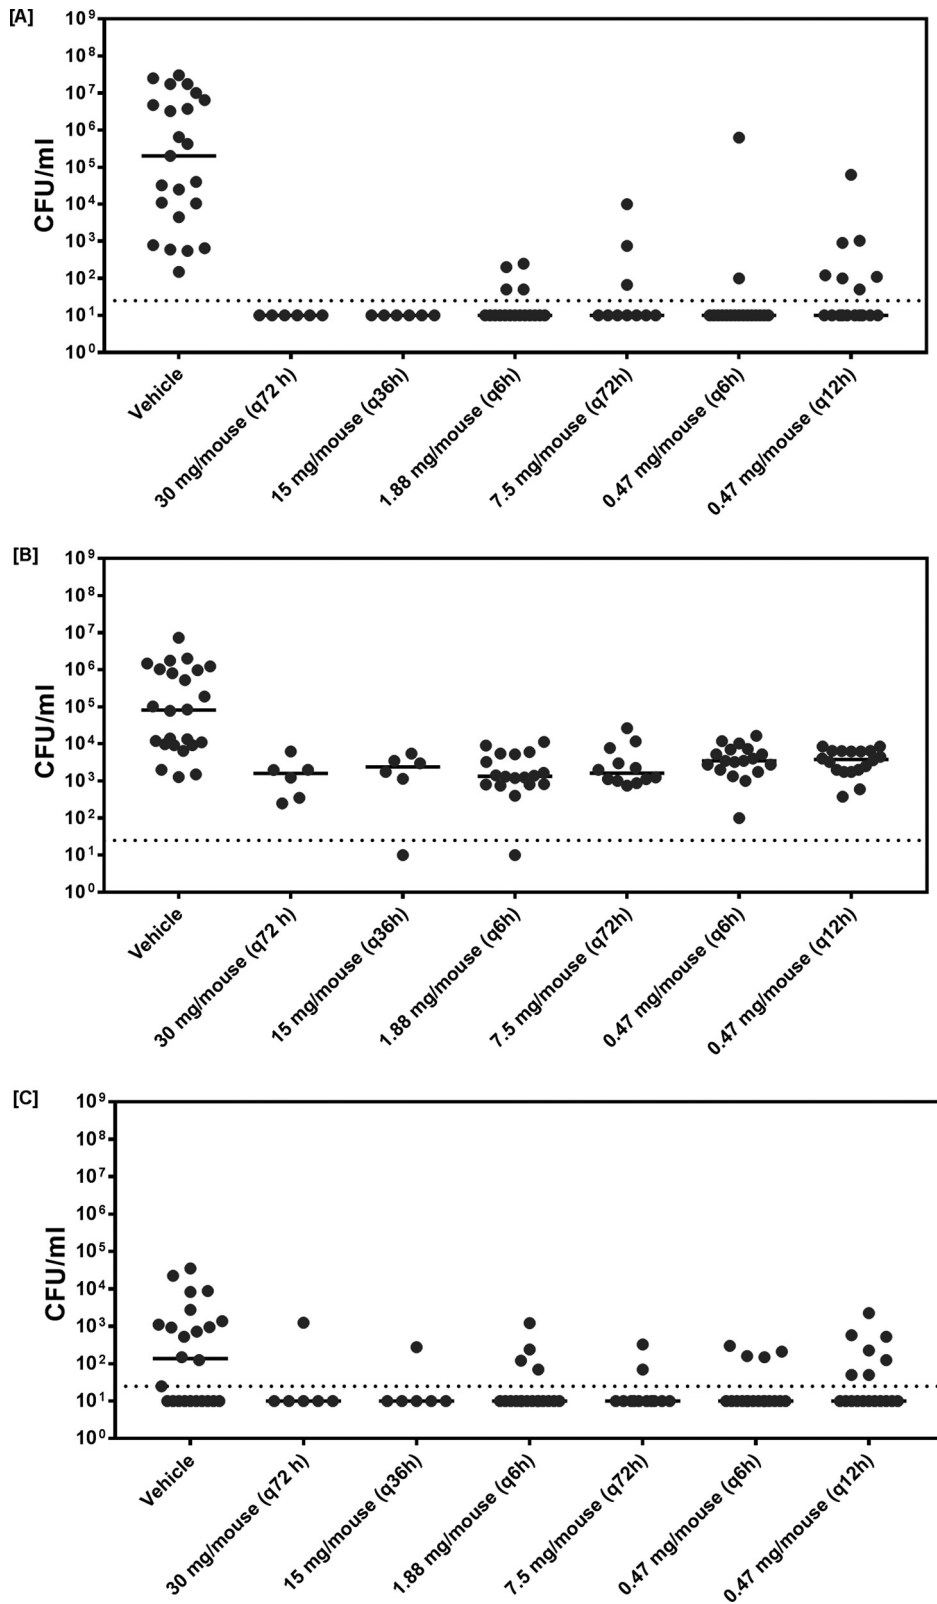 [A]
CFU/ml
10⁹
10⁸
10⁷
10⁶
10⁵
10⁴
10³
10²
10¹
10⁰
Vehicle
30 mg/mouse (q72 h)
15 mg/mouse (q36h)
1.88 mg/mouse (q6h)
7.5 mg/mouse (q72h)
0.47 mg/mouse (q6h)
0.47 mg/mouse (q12h)
[B]
CFU/ml
10⁹
10⁸
10⁷
10⁶
10⁵
10⁴
10³
10²
10¹
10⁰
Vehicle
30 mg/mouse (q72 h)
15 mg/mouse (q36h)
1.88 mg/mouse (q6h)
7.5 mg/mouse (q72h)
0.47 mg/mouse (q6h)
0.47 mg/mouse (q12h)
[C]
CFU/ml
10⁹
10⁸
10⁷
10⁶
10⁵
10⁴
10³
10²
10¹
10⁰
Vehicle
30 mg/mouse (q72 h)
15 mg/mouse (q36h)
1.88 mg/mouse (q6h)
7.5 mg/mouse (q72h)
0.47 mg/mouse (q6h)
0.47 mg/mouse (q12h)